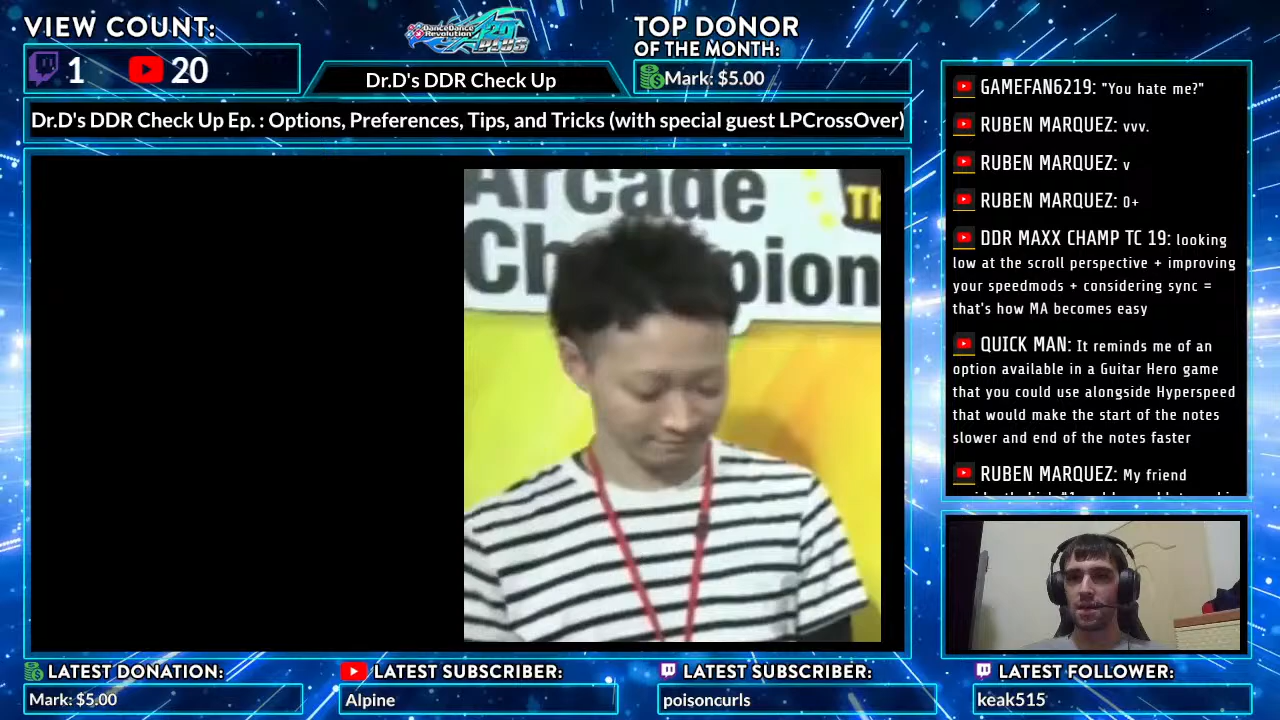 VIEW COUNT:
1
20
DanceDance
Revolution
A20
PLUS
Dr.D's DDR Check Up
TOP DONOR
OF THE MONTH:
Mark: $5.00
Dr.D's DDR Check Up Ep. : Options, Preferences, Tips, and Tricks (with special guest LPCrossOver)
Arcade
Th
Ch pion
GAMEFAN6219: "You hate me?"
RUBEN MARQUEZ: vvv.
RUBEN MARQUEZ: v
RUBEN MARQUEZ: 0+
DDR MAXX CHAMP TC 19: looking
low at the scroll perspective + improving
your speedmods + considering sync =
that's how MA becomes easy
QUICK MAN: It reminds me of an
option available in a Guitar Hero game
that you could use alongside Hyperspeed
that would make the start of the notes
slower and end of the notes faster
RUBEN MARQUEZ: My friend
LATEST DONATION:
Mark: $5.00
LATEST SUBSCRIBER:
Alpine
LATEST SUBSCRIBER:
poisoncurls
LATEST FOLLOWER:
keak515